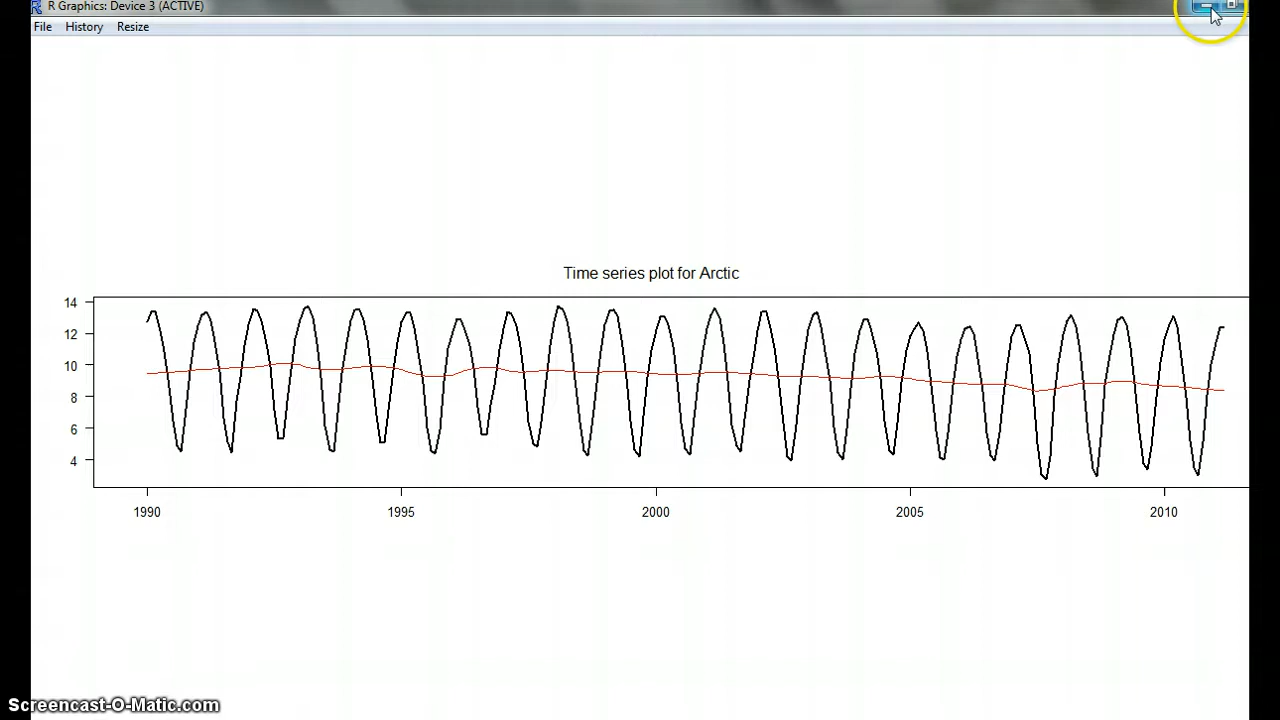 R Graphics: Device 3 (ACTIVE)
File History Resize
Time series plot for Arctic
14
12
10
8
6
4
1990 1995 2000 2005 2010
Screencast-O-Matic.com